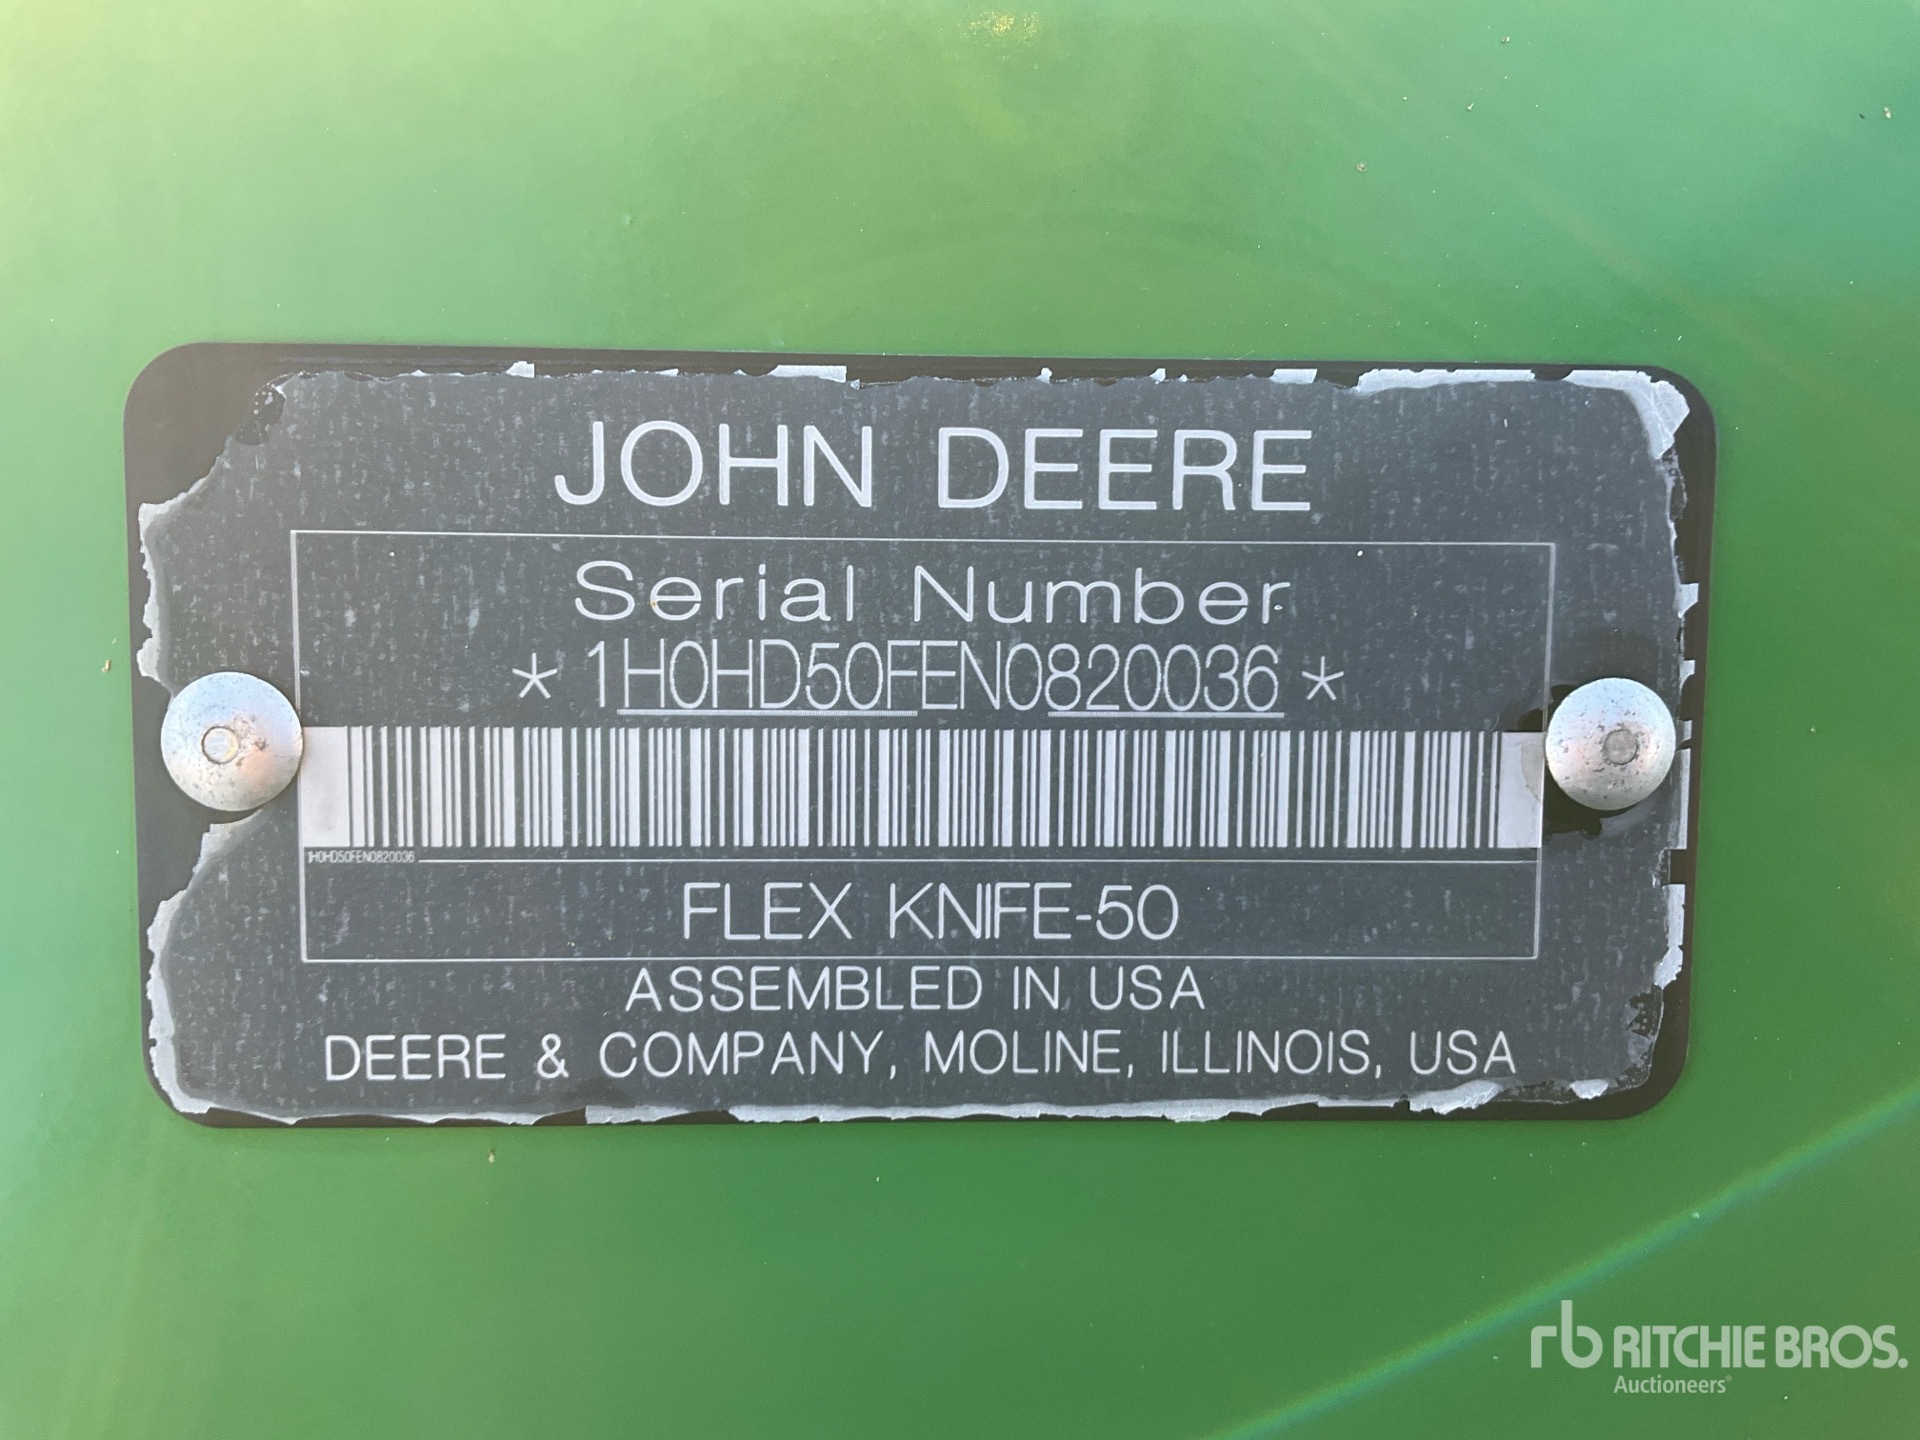 JOHN DEERE
Serial Number
* 1H0HD50FEN0820036 *
1H0HD50FEN0820036
FLEX KNIFE-50
ASSEMBLED IN USA
DEERE & COMPANY, MOLINE, ILLINOIS, USA
rb RITCHIE BROS.
Auctioneers®